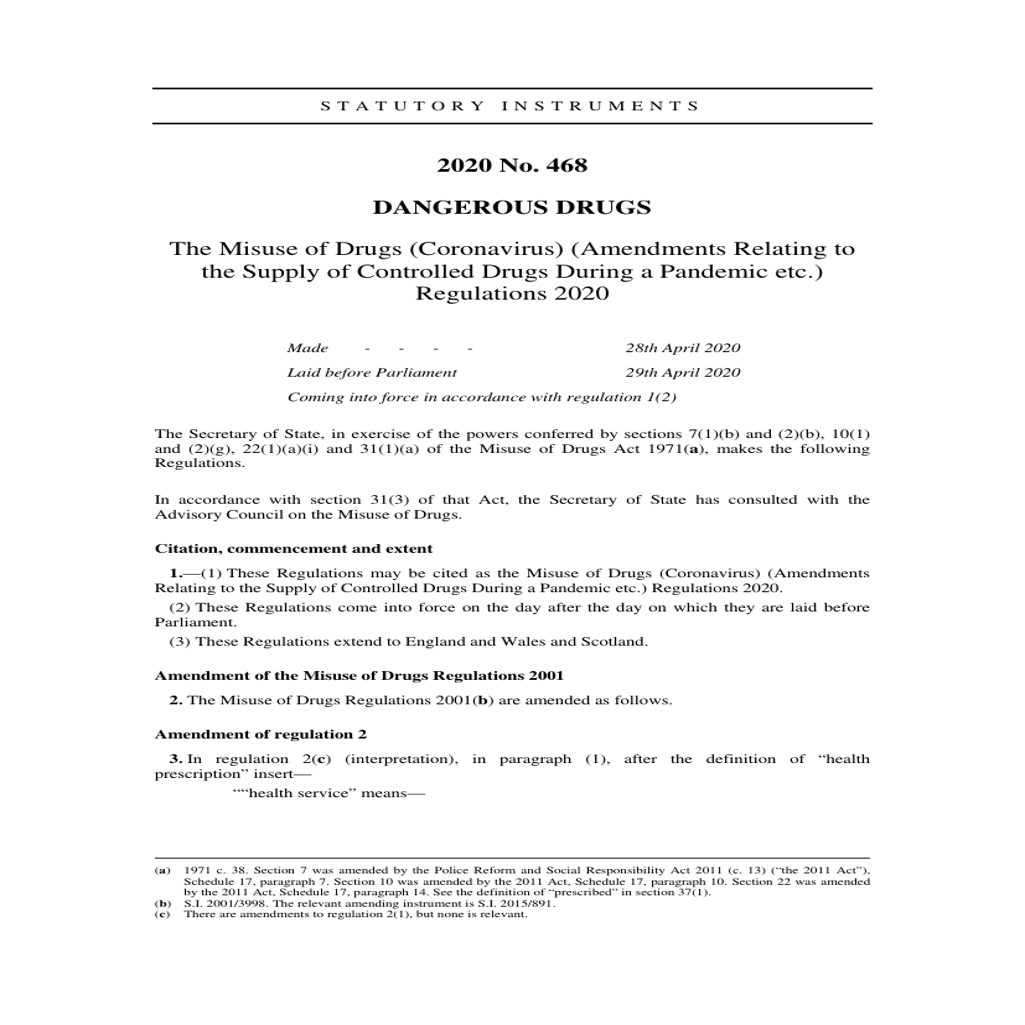 STATUTORY INSTRUMENTS
2020 No. 468
DANGEROUS DRUGS
The Misuse of Drugs (Coronavirus) (Amendments Relating to
the Supply of Controlled Drugs During a Pandemic etc.)
Regulations 2020
Made - - - - 28th April 2020
Laid before Parliament 29th April 2020
Coming into force in accordance with regulation 1(2)
The Secretary of State, in exercise of the powers conferred by sections 7(1)(b) and (2)(b), 10(1)
and (2)(g), 22(1)(a)(i) and 31(1)(a) of the Misuse of Drugs Act 1971(a), makes the following
Regulations.
In accordance with section 31(3) of that Act, the Secretary of State has consulted with the
Advisory Council on the Misuse of Drugs.
Citation, commencement and extent
1.—(1) These Regulations may be cited as the Misuse of Drugs (Coronavirus) (Amendments
Relating to the Supply of Controlled Drugs During a Pandemic etc.) Regulations 2020.
(2) These Regulations come into force on the day after the day on which they are laid before
Parliament.
(3) These Regulations extend to England and Wales and Scotland.
Amendment of the Misuse of Drugs Regulations 2001
2. The Misuse of Drugs Regulations 2001(b) are amended as follows.
Amendment of regulation 2
3. In regulation 2(c) (interpretation), in paragraph (1), after the definition of “health
prescription” insert—
““health service” means—
(a) 1971 c. 38. Section 7 was amended by the Police Reform and Social Responsibility Act 2011 (c. 13) (“the 2011 Act”),
Schedule 17, paragraph 7. Section 10 was amended by the 2011 Act, Schedule 17, paragraph 10. Section 22 was amended
by the 2011 Act, Schedule 17, paragraph 14. See the definition of “prescribed” in section 37(1).
(b) S.I. 2001/3998. The relevant amending instrument is S.I. 2015/891.
(c) There are amendments to regulation 2(1), but none is relevant.